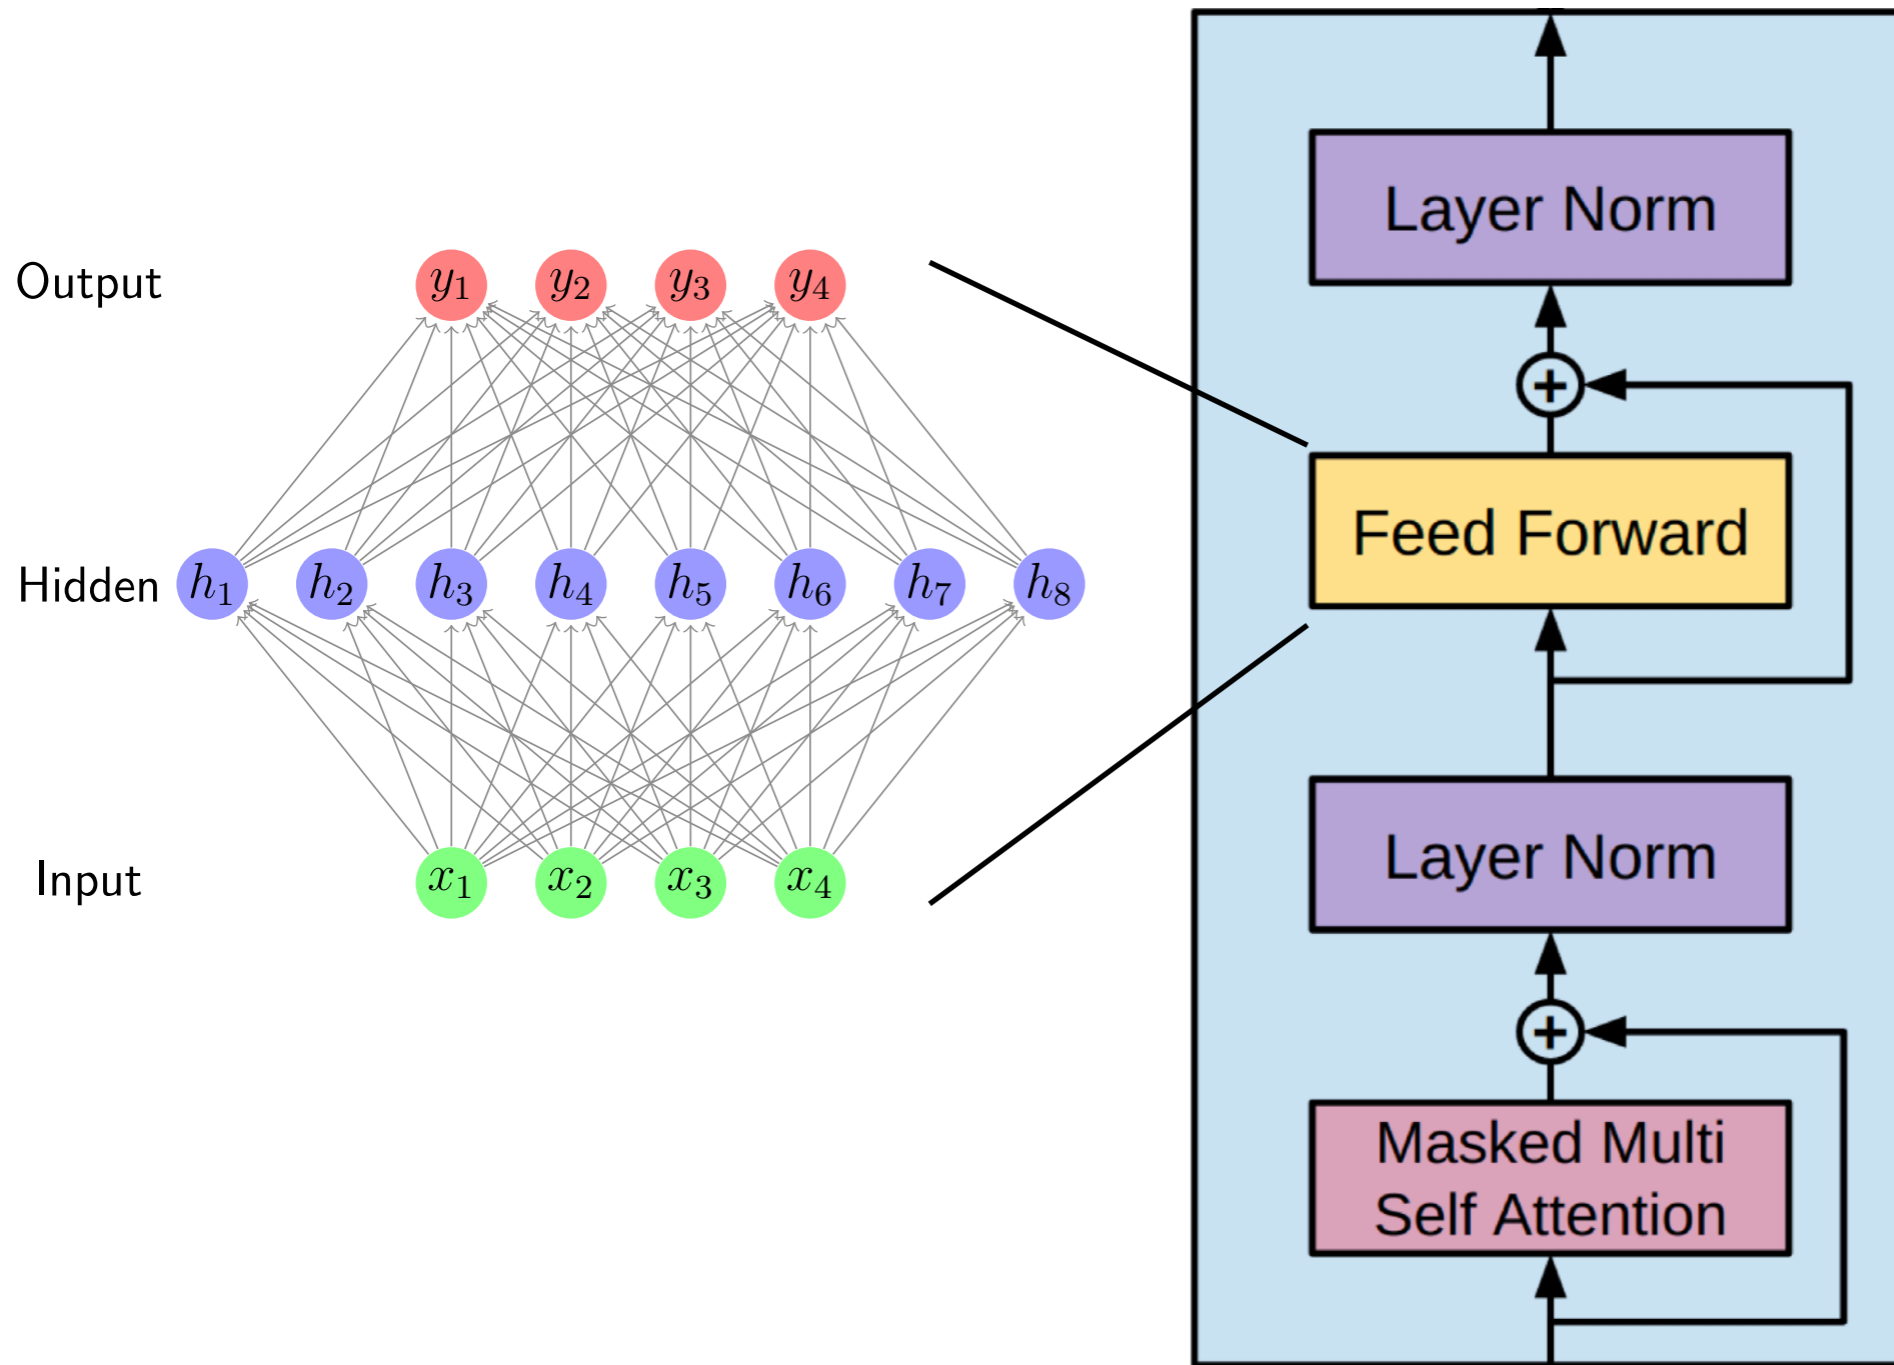 Output
y1 y2 y3 y4
Hidden
h1 h2 h3 h4 h5 h6 h7 h8
Input
x1 x2 x3 x4
Layer Norm
+
Feed Forward
Layer Norm
+
Masked Multi
Self Attention